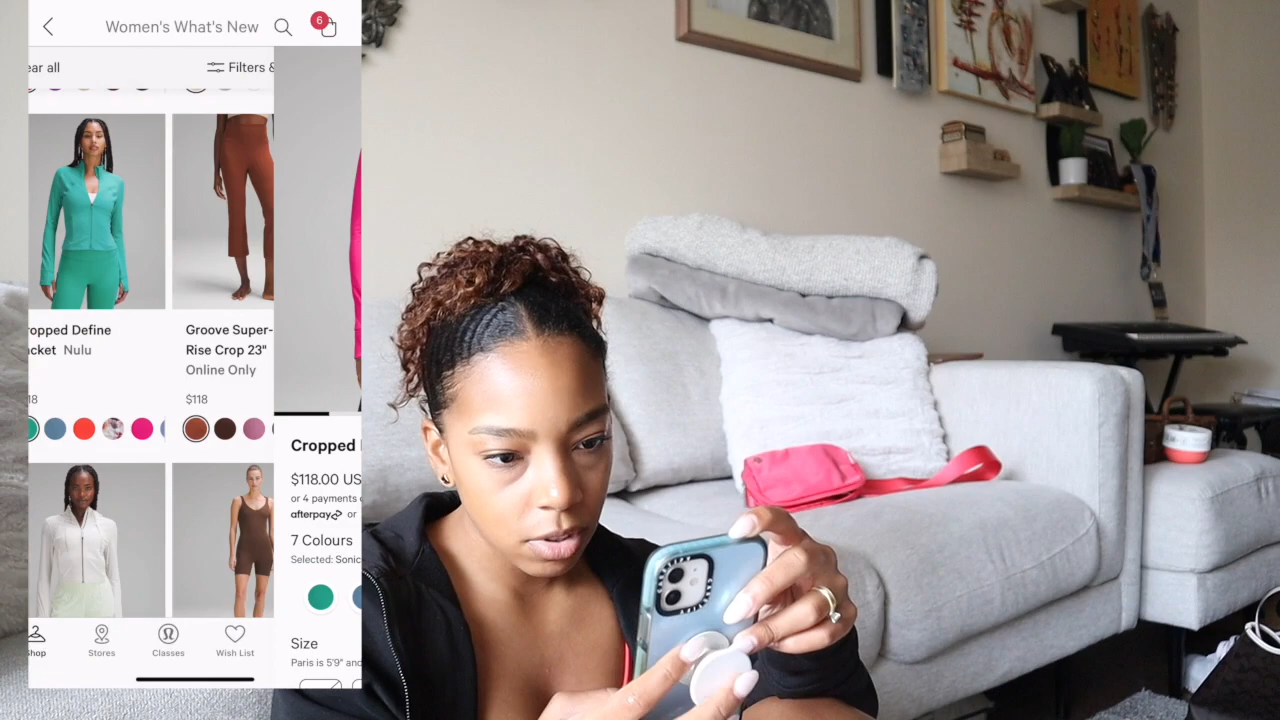 Women's What's New
6
ear all
Filters &
ropped Define
cket Nulu
18
Groove Super-
Rise Crop 23"
Online Only
$118
Cropped
$118.00 US
or 4 payments
afterpay or
7 Colours
Selected: Sonic
Size
Paris is 5'9" and
hop
Stores
Classes
Wish List